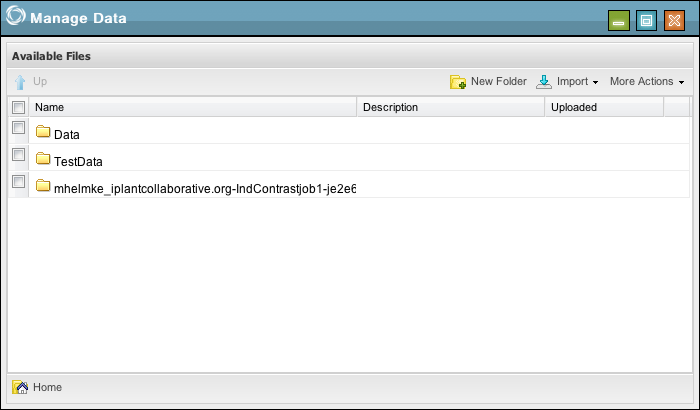 Manage Data
Available Files
Up New Folder Import More Actions
Name Description Uploaded
Data
TestData
mhelmke_iplantcollaborative.org-IndContrastjob1-je2e6
Home